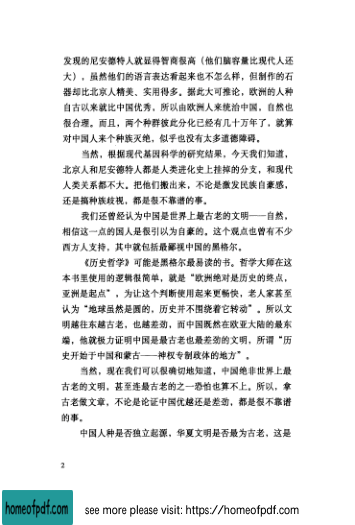 发现的尼安德特人就显得智商很高（他们脑容量比现代人还
大），虽然他们的语言表达看起来也不怎么样，但制作的石
器却比北京人精美、实用得多。据此大可推论，欧洲的人种
自古以来就比中国优秀，所以由欧洲人来统治中国，自然也
很合理。而且，两个种群彼此分化已经有几十万年了，就算
对中国人来个种族灭绝，似乎也没有太多道德障碍。
当然，根据现代基因科学的研究结果，今天我们知道，
北京人和尼安德特人都是人类进化史上挂掉的分支，和现代
人类关系都不大。把他们搬出来，不论是激发民族自豪感，
还是搞种族歧视，都是很不靠谱的事。
我们还曾经认为中国是世界上最古老的文明——自然，
相信这一点的国人是很引以为自豪的。这个观点也曾有不少
西方人支持，其中就包括最鄙视中国的黑格尔。
《历史哲学》可能是黑格尔最易读的书。哲学大师在这
本书里使用的逻辑很简单，就是“欧洲绝对是历史的终点，
亚洲是起点”，为让这个判断使用起来更畅快，老人家甚至
认为“地球虽然是圆的，历史并不围绕着它转动”。所以文
明越往东越古老，也越差劲，而中国既然在欧亚大陆的最东
端，他就极力证明中国是最古老也最差劲的文明，所谓“历
史开始于中国和蒙古——神权专制政体的地方”。
当然，现在我们可以很确切地知道，中国绝非世界上最
古老的文明，甚至连最古老的之一恐怕也算不上。所以，拿
古老做文章，不论是论证中国优越还是差劲，都是很不靠谱
的事。
中国人种是否独立起源，华夏文明是否最为古老，这是
2
homeofpdf.com
see more please visit: https://homeofpdf.com